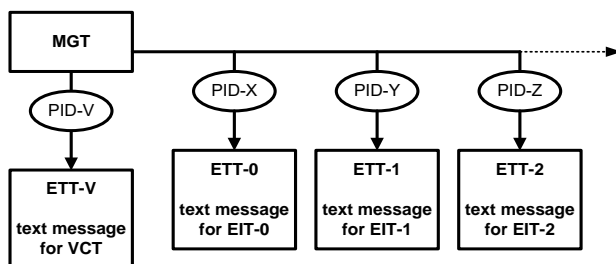 MGT
PID-V
PID-X
PID-Y
PID-Z
ETT-V
text message
for VCT
ETT-0
text message
for EIT-0
ETT-1
text message
for EIT-1
ETT-2
text message
for EIT-2